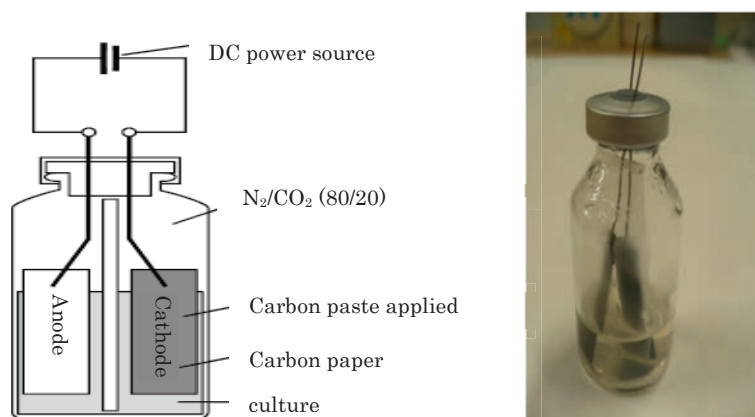 DC power source
N₂/CO₂ (80/20)
Anode
Cathode
Carbon paste applied
Carbon paper
culture